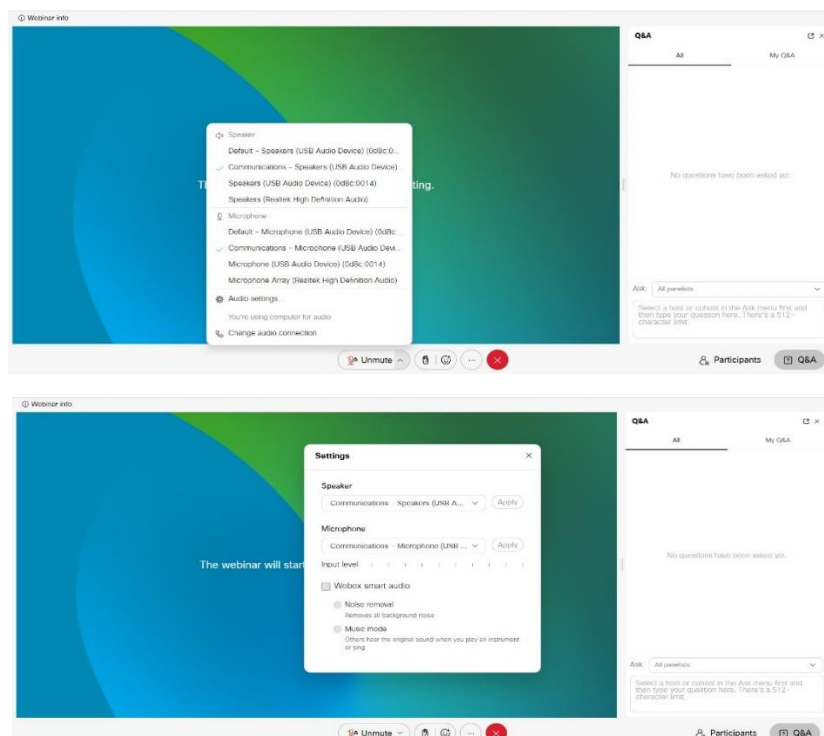 Webinar info
Q&A
All
My Q&A
Speaker
Default - Speakers (USB Audio Device) (0d8c:0...
Communications - Speakers (USB Audio Device)
Speakers (USB Audio Device) (0d8c:0014)
Speakers (Realtek High Definition Audio)
Th
ting.
Microphone
Default - Microphone (USB Audio Device) (0d8c:...
Communications - Microphone (USB Audio Devi...
Microphone (USB Audio Device) (0d8c:0014)
Microphone Array (Realtek High Definition Audio)
Audio settings
You're using computer for audio
Change audio connection
No questions have been asked yet.
Ask: All panelists
Select a host or cohost in the Ask menu first and
then type your question here. There's a 512-
character limit.
Unmute
Participants
Q&A
Webinar info
Q&A
All
My Q&A
The webinar will start
Settings
Speaker
Communications - Speakers (USB A...
Apply
Microphone
Communications - Microphone (USB ...
Apply
Input level
Webex smart audio
Noise removal
Removes all background noise
Music mode
Others hear the original sound when you play an instrument
or sing
No questions have been asked yet.
Ask: All panelists
Select a host or cohost in the Ask menu first and
then type your question here. There's a 512-
character limit.
Unmute
Participants
Q&A